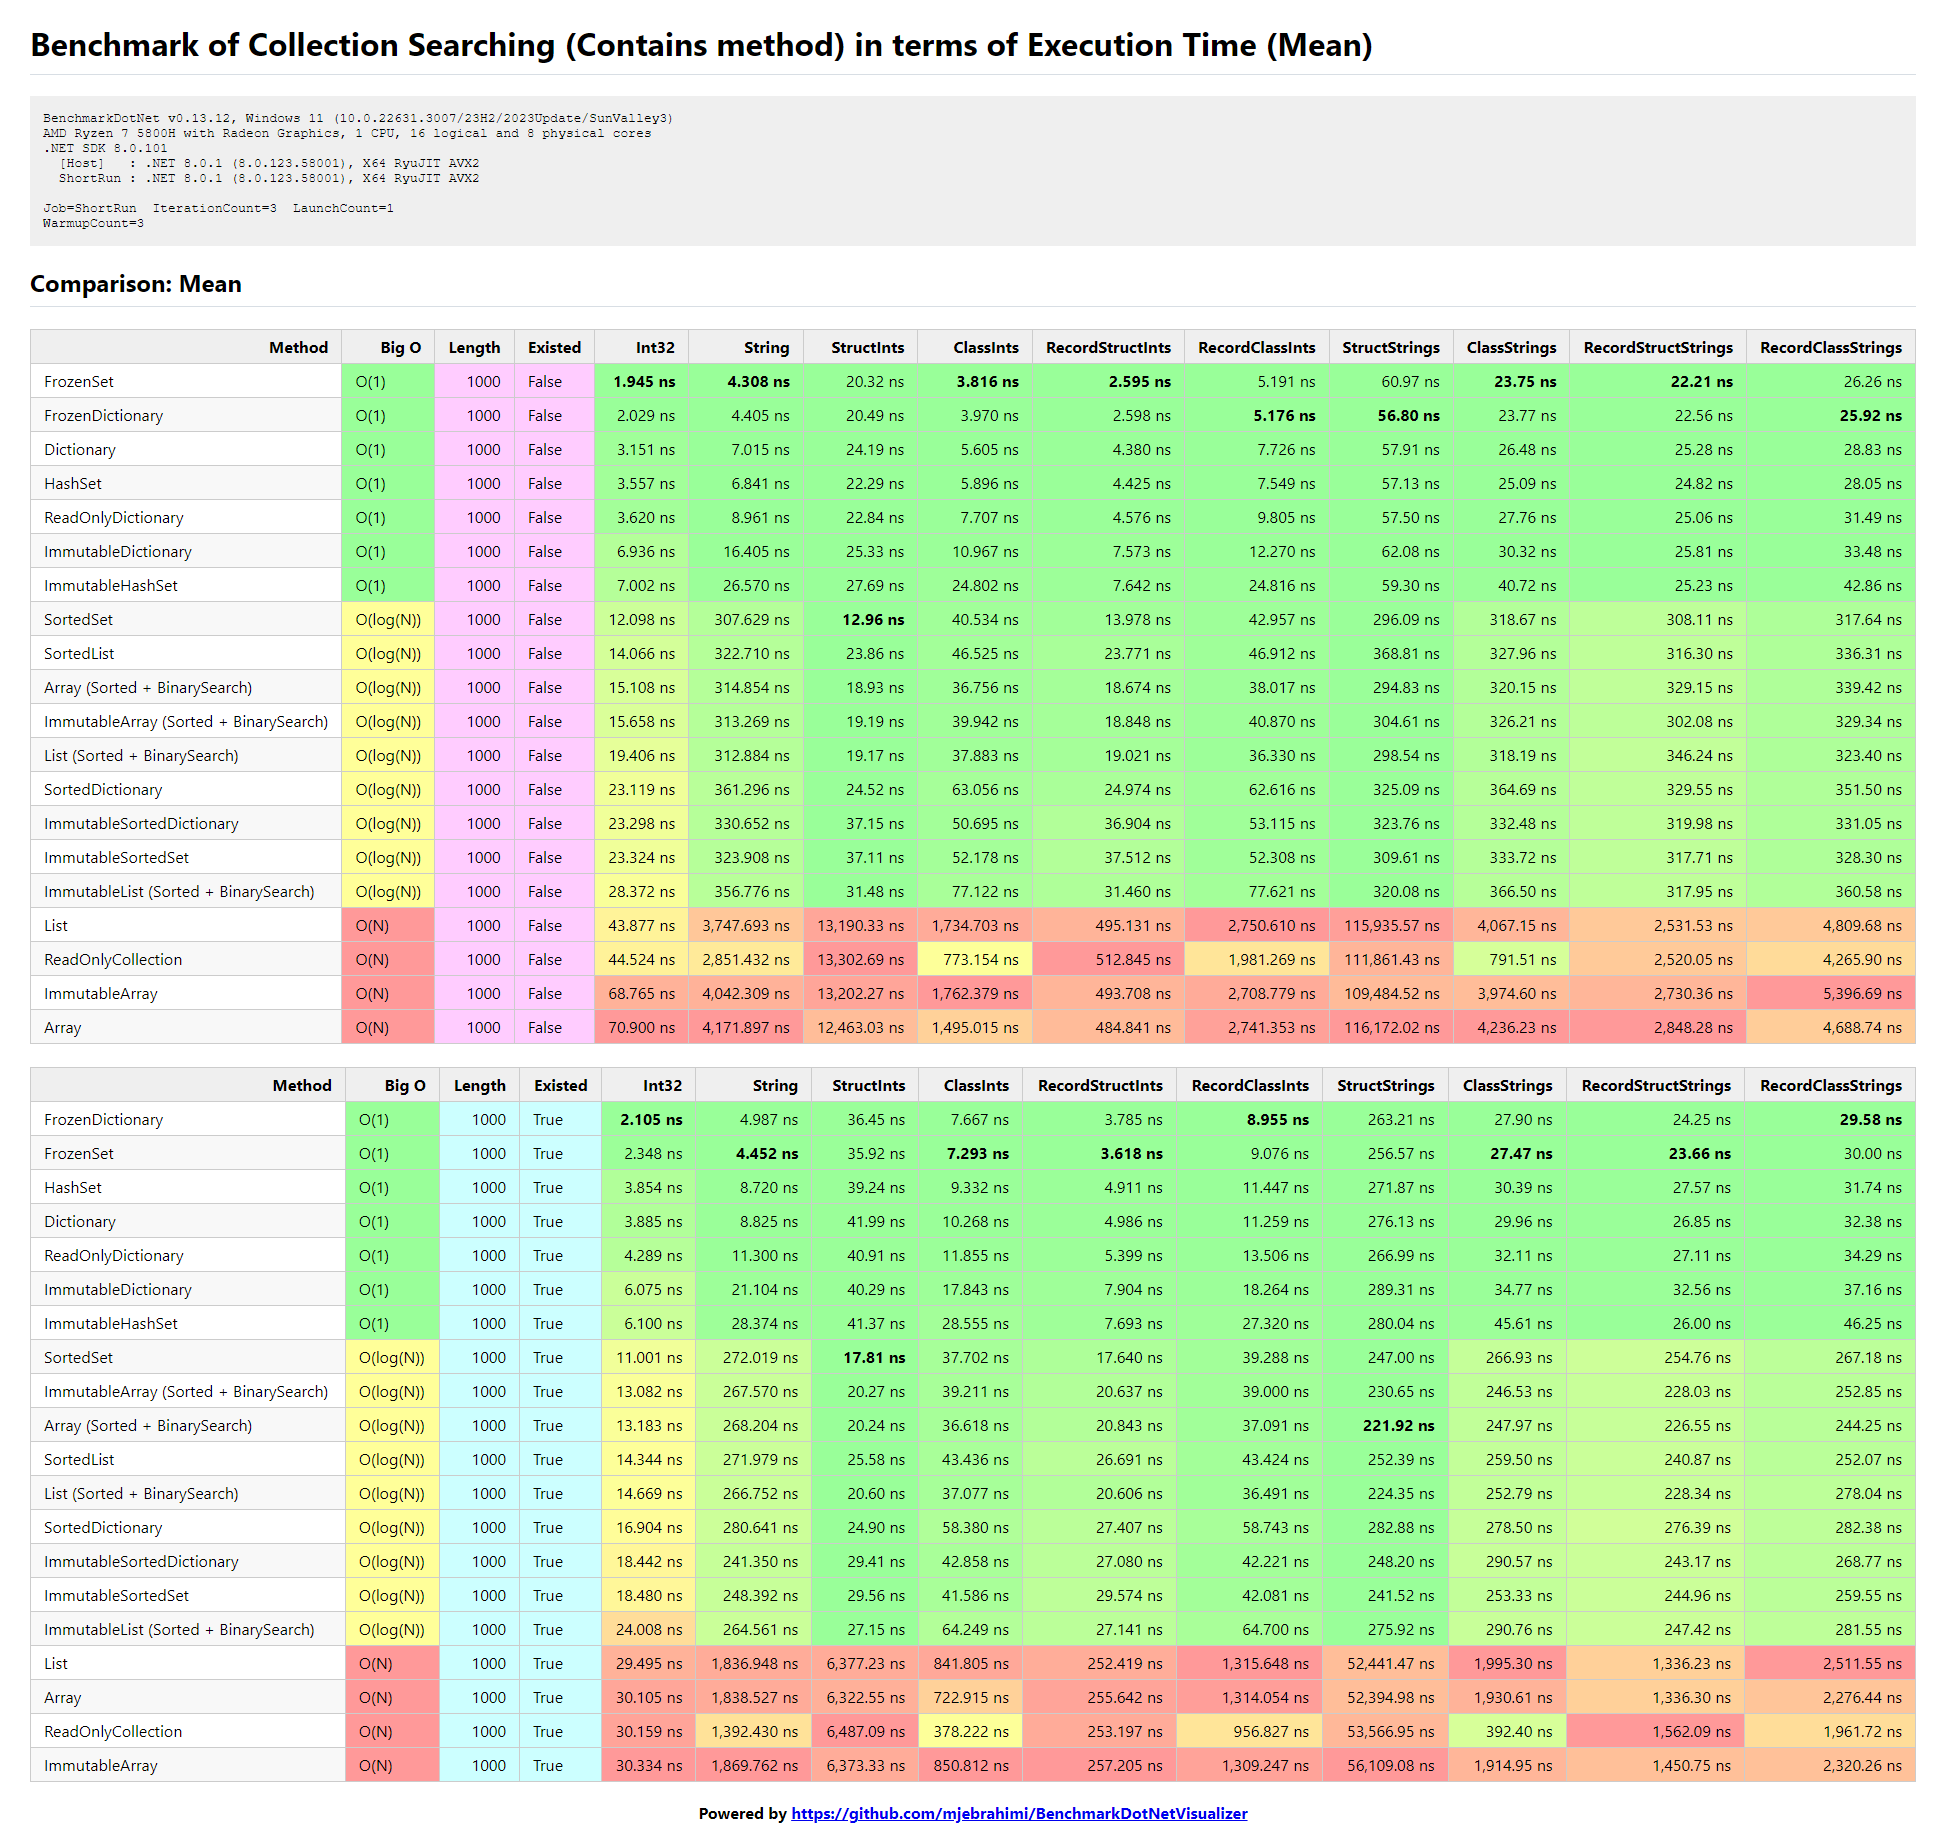 Benchmark of Collection Searching (Contains method) in terms of Execution Time (Mean)
BenchmarkDotNet v0.13.12, Windows 11 (10.0.22631.3007/23H2/2023Update/SunValley3)
AMD Ryzen 7 5800H with Radeon Graphics, 1 CPU, 16 logical and 8 physical cores
.NET SDK 8.0.101
[Host]   : .NET 8.0.1 (8.0.123.58001), X64 RyuJIT AVX2
ShortRun : .NET 8.0.1 (8.0.123.58001), X64 RyuJIT AVX2
Job=ShortRun  IterationCount=3  LaunchCount=1
WarmupCount=3
Comparison: Mean
Method Big O Length Existed Int32 String StructInts ClassInts RecordStructInts RecordClassInts StructStrings ClassStrings RecordStructStrings RecordClassStrings
FrozenSet O(1) 1000 False 1.945 ns 4.308 ns 20.32 ns 3.816 ns 2.595 ns 5.191 ns 60.97 ns 23.75 ns 22.21 ns 26.26 ns
FrozenDictionary O(1) 1000 False 2.029 ns 4.405 ns 20.49 ns 3.970 ns 2.598 ns 5.176 ns 56.80 ns 23.77 ns 22.56 ns 25.92 ns
Dictionary O(1) 1000 False 3.151 ns 7.015 ns 24.19 ns 5.605 ns 4.380 ns 7.726 ns 57.91 ns 26.48 ns 25.28 ns 28.83 ns
HashSet O(1) 1000 False 3.557 ns 6.841 ns 22.29 ns 5.896 ns 4.425 ns 7.549 ns 57.13 ns 25.09 ns 24.82 ns 28.05 ns
ReadOnlyDictionary O(1) 1000 False 3.620 ns 8.961 ns 22.84 ns 7.707 ns 4.576 ns 9.805 ns 57.50 ns 27.76 ns 25.06 ns 31.49 ns
ImmutableDictionary O(1) 1000 False 6.936 ns 16.405 ns 25.33 ns 10.967 ns 7.573 ns 12.270 ns 62.08 ns 30.32 ns 25.81 ns 33.48 ns
ImmutableHashSet O(1) 1000 False 7.002 ns 26.570 ns 27.69 ns 24.802 ns 7.642 ns 24.816 ns 59.30 ns 40.72 ns 25.23 ns 42.86 ns
SortedSet O(log(N)) 1000 False 12.098 ns 307.629 ns 12.96 ns 40.534 ns 13.978 ns 42.957 ns 296.09 ns 318.67 ns 308.11 ns 317.64 ns
SortedList O(log(N)) 1000 False 14.066 ns 322.710 ns 23.86 ns 46.525 ns 23.771 ns 46.912 ns 368.81 ns 327.96 ns 316.30 ns 336.31 ns
Array (Sorted + BinarySearch) O(log(N)) 1000 False 15.108 ns 314.854 ns 18.93 ns 36.756 ns 18.674 ns 38.017 ns 294.83 ns 320.15 ns 329.15 ns 339.42 ns
ImmutableArray (Sorted + BinarySearch) O(log(N)) 1000 False 15.658 ns 313.269 ns 19.19 ns 39.942 ns 18.848 ns 40.870 ns 304.61 ns 326.21 ns 302.08 ns 329.34 ns
List (Sorted + BinarySearch) O(log(N)) 1000 False 19.406 ns 312.884 ns 19.17 ns 37.883 ns 19.021 ns 36.330 ns 298.54 ns 318.19 ns 346.24 ns 323.40 ns
SortedDictionary O(log(N)) 1000 False 23.119 ns 361.296 ns 24.52 ns 63.056 ns 24.974 ns 62.616 ns 325.09 ns 364.69 ns 329.55 ns 351.50 ns
ImmutableSortedDictionary O(log(N)) 1000 False 23.298 ns 330.652 ns 37.15 ns 50.695 ns 36.904 ns 53.115 ns 323.76 ns 332.48 ns 319.98 ns 331.05 ns
ImmutableSortedSet O(log(N)) 1000 False 23.324 ns 323.908 ns 37.11 ns 52.178 ns 37.512 ns 52.308 ns 309.61 ns 333.72 ns 317.71 ns 328.30 ns
ImmutableList (Sorted + BinarySearch) O(log(N)) 1000 False 28.372 ns 356.776 ns 31.48 ns 77.122 ns 31.460 ns 77.621 ns 320.08 ns 366.50 ns 317.95 ns 360.58 ns
List O(N) 1000 False 43.877 ns 3,747.693 ns 13,190.33 ns 1,734.703 ns 495.131 ns 2,750.610 ns 115,935.57 ns 4,067.15 ns 2,531.53 ns 4,809.68 ns
ReadOnlyCollection O(N) 1000 False 44.524 ns 2,851.432 ns 13,302.69 ns 773.154 ns 512.845 ns 1,981.269 ns 111,861.43 ns 791.51 ns 2,520.05 ns 4,265.90 ns
ImmutableArray O(N) 1000 False 68.765 ns 4,042.309 ns 13,202.27 ns 1,762.379 ns 493.708 ns 2,708.779 ns 109,484.52 ns 3,974.60 ns 2,730.36 ns 5,396.69 ns
Array O(N) 1000 False 70.900 ns 4,171.897 ns 12,463.03 ns 1,495.015 ns 484.841 ns 2,741.353 ns 116,172.02 ns 4,236.23 ns 2,848.28 ns 4,688.74 ns
Method Big O Length Existed Int32 String StructInts ClassInts RecordStructInts RecordClassInts StructStrings ClassStrings RecordStructStrings RecordClassStrings
FrozenDictionary O(1) 1000 True 2.105 ns 4.987 ns 36.45 ns 7.667 ns 3.785 ns 8.955 ns 263.21 ns 27.90 ns 24.25 ns 29.58 ns
FrozenSet O(1) 1000 True 2.348 ns 4.452 ns 35.92 ns 7.293 ns 3.618 ns 9.076 ns 256.57 ns 27.47 ns 23.66 ns 30.00 ns
HashSet O(1) 1000 True 3.854 ns 8.720 ns 39.24 ns 9.332 ns 4.911 ns 11.447 ns 271.87 ns 30.39 ns 27.57 ns 31.74 ns
Dictionary O(1) 1000 True 3.885 ns 8.825 ns 41.99 ns 10.268 ns 4.986 ns 11.259 ns 276.13 ns 29.96 ns 26.85 ns 32.38 ns
ReadOnlyDictionary O(1) 1000 True 4.289 ns 11.300 ns 40.91 ns 11.855 ns 5.399 ns 13.506 ns 266.99 ns 32.11 ns 27.11 ns 34.29 ns
ImmutableDictionary O(1) 1000 True 6.075 ns 21.104 ns 40.29 ns 17.843 ns 7.904 ns 18.264 ns 289.31 ns 34.77 ns 32.56 ns 37.16 ns
ImmutableHashSet O(1) 1000 True 6.100 ns 28.374 ns 41.37 ns 28.555 ns 7.693 ns 27.320 ns 280.04 ns 45.61 ns 26.00 ns 46.25 ns
SortedSet O(log(N)) 1000 True 11.001 ns 272.019 ns 17.81 ns 37.702 ns 17.640 ns 39.288 ns 247.00 ns 266.93 ns 254.76 ns 267.18 ns
ImmutableArray (Sorted + BinarySearch) O(log(N)) 1000 True 13.082 ns 267.570 ns 20.27 ns 39.211 ns 20.637 ns 39.000 ns 230.65 ns 246.53 ns 228.03 ns 252.85 ns
Array (Sorted + BinarySearch) O(log(N)) 1000 True 13.183 ns 268.204 ns 20.24 ns 36.618 ns 20.843 ns 37.091 ns 221.92 ns 247.97 ns 226.55 ns 244.25 ns
SortedList O(log(N)) 1000 True 14.344 ns 271.979 ns 25.58 ns 43.436 ns 26.691 ns 43.424 ns 252.39 ns 259.50 ns 240.87 ns 252.07 ns
List (Sorted + BinarySearch) O(log(N)) 1000 True 14.669 ns 266.752 ns 20.60 ns 37.077 ns 20.606 ns 36.491 ns 224.35 ns 252.79 ns 228.34 ns 278.04 ns
SortedDictionary O(log(N)) 1000 True 16.904 ns 280.641 ns 24.90 ns 58.380 ns 27.407 ns 58.743 ns 282.88 ns 278.50 ns 276.39 ns 282.38 ns
ImmutableSortedDictionary O(log(N)) 1000 True 18.442 ns 241.350 ns 29.41 ns 42.858 ns 27.080 ns 42.221 ns 248.20 ns 290.57 ns 243.17 ns 268.77 ns
ImmutableSortedSet O(log(N)) 1000 True 18.480 ns 248.392 ns 29.56 ns 41.586 ns 29.574 ns 42.081 ns 241.52 ns 253.33 ns 244.96 ns 259.55 ns
ImmutableList (Sorted + BinarySearch) O(log(N)) 1000 True 24.008 ns 264.561 ns 27.15 ns 64.249 ns 27.141 ns 64.700 ns 275.92 ns 290.76 ns 247.42 ns 281.55 ns
List O(N) 1000 True 29.495 ns 1,836.948 ns 6,377.23 ns 841.805 ns 252.419 ns 1,315.648 ns 52,441.47 ns 1,995.30 ns 1,336.23 ns 2,511.55 ns
Array O(N) 1000 True 30.105 ns 1,838.527 ns 6,322.55 ns 722.915 ns 255.642 ns 1,314.054 ns 52,394.98 ns 1,930.61 ns 1,336.30 ns 2,276.44 ns
ReadOnlyCollection O(N) 1000 True 30.159 ns 1,392.430 ns 6,487.09 ns 378.222 ns 253.197 ns 956.827 ns 53,566.95 ns 392.40 ns 1,562.09 ns 1,961.72 ns
ImmutableArray O(N) 1000 True 30.334 ns 1,869.762 ns 6,373.33 ns 850.812 ns 257.205 ns 1,309.247 ns 56,109.08 ns 1,914.95 ns 1,450.75 ns 2,320.26 ns
Powered by https://github.com/mjebrahimi/BenchmarkDotNetVisualizer